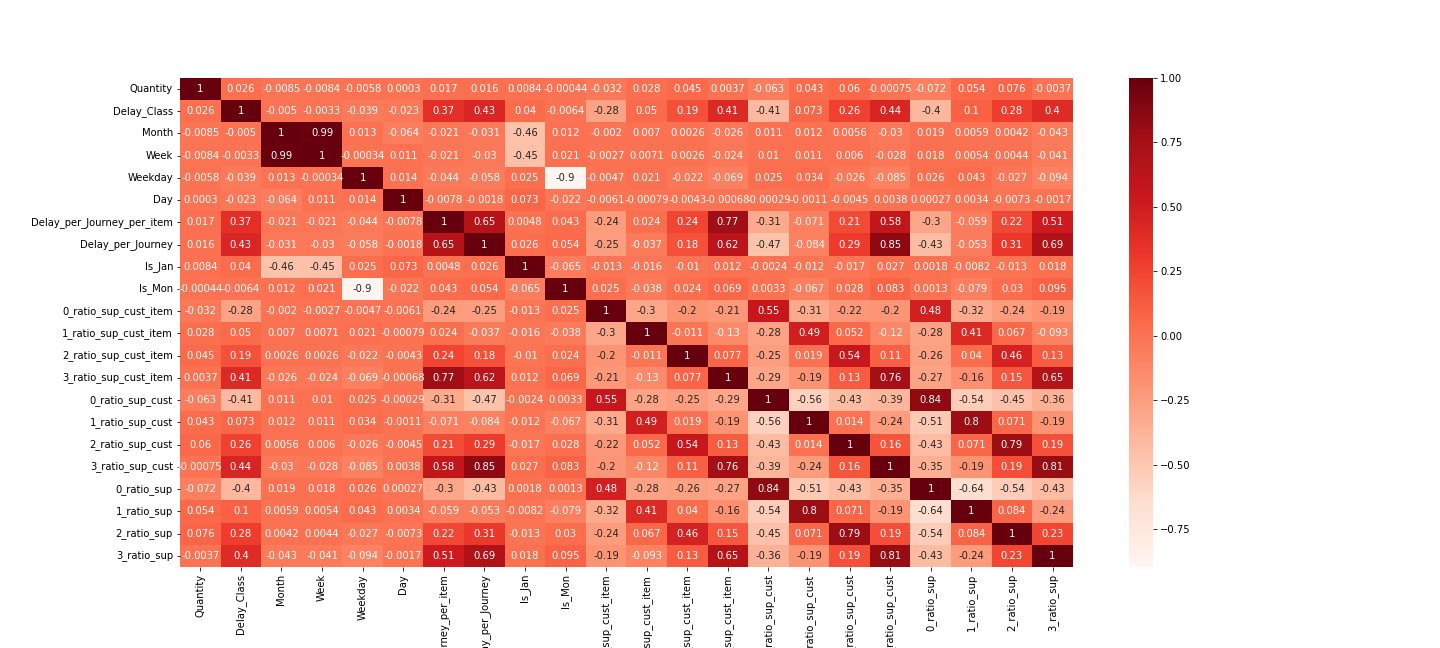 Quantity 1 0.026 -0.0085 -0.0084 -0.0058 0.0003 0.017 0.016 0.0084 -0.00044 -0.032 0.028 0.045 0.0037 -0.063 0.043 0.06 -0.00075 -0.072 0.054 0.076 -0.0037
Delay_Class 0.026 1 -0.005 -0.0033 -0.039 -0.023 0.37 0.43 0.04 -0.0064 -0.28 0.05 0.19 0.41 -0.41 0.073 0.26 0.44 -0.4 0.1 0.28 0.4
Month -0.0085 -0.005 1 0.99 0.013 -0.064 -0.021 -0.031 -0.46 0.012 -0.002 0.007 0.0026 -0.026 0.011 0.012 0.0056 -0.03 0.019 0.0059 0.0042 -0.043
Week -0.0084 -0.0033 0.99 1 -0.00034 0.011 -0.021 -0.03 -0.45 0.021 -0.0027 0.0071 0.0026 -0.024 0.01 0.011 0.006 -0.028 0.018 0.0054 0.0044 -0.041
Weekday -0.0058 -0.039 0.013 -0.00034 1 0.014 -0.044 -0.058 0.025 -0.9 -0.0047 0.021 -0.022 -0.069 0.025 0.034 -0.026 -0.085 0.026 0.043 -0.027 -0.094
Day 0.0003 -0.023 -0.064 0.011 0.014 1 -0.0078 -0.0018 0.073 -0.022 -0.0061 -0.00079 -0.0043 -0.00068 -0.00029 -0.0011 -0.0045 0.0038 0.00027 0.0034 -0.0073 -0.0017
Delay_per_Journey_per_item 0.017 0.37 -0.021 -0.021 -0.044 -0.0078 1 0.65 0.0048 0.043 -0.24 0.024 0.24 0.77 -0.31 -0.071 0.21 0.58 -0.3 -0.059 0.22 0.51
Delay_per_Journey 0.016 0.43 -0.031 -0.03 -0.058 -0.0018 0.65 1 0.026 0.054 -0.25 -0.037 0.18 0.62 -0.47 -0.084 0.29 0.85 -0.43 -0.053 0.31 0.69
Is_Jan 0.0084 0.04 -0.46 -0.45 0.025 0.073 0.0048 0.026 1 -0.065 -0.013 -0.016 -0.01 0.012 -0.0024 -0.012 -0.017 0.027 0.0018 -0.0082 -0.013 0.018
Is_Mon -0.00044 -0.0064 0.012 0.021 -0.9 -0.022 0.043 0.054 -0.065 1 0.025 -0.038 0.024 0.069 0.0033 -0.067 0.028 0.083 0.0013 -0.079 0.03 0.095
0_ratio_sup_cust_item -0.032 -0.28 -0.002 -0.0027 -0.0047 -0.0061 -0.24 -0.25 -0.013 0.025 1 -0.3 -0.2 -0.21 0.55 -0.31 -0.22 -0.2 0.48 -0.32 -0.24 -0.19
1_ratio_sup_cust_item 0.028 0.05 0.007 0.0071 0.021 -0.00079 0.024 -0.037 -0.016 -0.038 -0.3 1 -0.011 -0.13 -0.28 0.49 0.052 -0.12 -0.28 0.41 0.067 -0.093
2_ratio_sup_cust_item 0.045 0.19 0.0026 0.0026 -0.022 -0.0043 0.24 0.18 -0.01 0.024 -0.2 -0.011 1 0.077 -0.25 0.019 0.54 0.11 -0.26 0.04 0.46 0.13
3_ratio_sup_cust_item 0.0037 0.41 -0.026 -0.024 -0.069 -0.00068 0.77 0.62 0.012 0.069 -0.21 -0.13 0.077 1 -0.29 -0.19 0.13 0.76 -0.27 -0.16 0.15 0.65
0_ratio_sup_cust -0.063 -0.41 0.011 0.01 0.025 -0.00029 -0.31 -0.47 -0.0024 0.0033 0.55 -0.28 -0.25 -0.29 1 -0.56 -0.43 -0.39 0.84 -0.54 -0.45 -0.36
1_ratio_sup_cust 0.043 0.073 0.012 0.011 0.034 -0.0011 -0.071 -0.084 -0.012 -0.067 -0.31 0.49 0.019 -0.19 -0.56 1 0.014 -0.24 -0.51 0.8 0.071 -0.19
2_ratio_sup_cust 0.06 0.26 0.0056 0.006 -0.026 -0.0045 0.21 0.29 -0.017 0.028 -0.22 0.052 0.54 0.13 -0.43 0.014 1 0.16 -0.43 0.071 0.79 0.19
3_ratio_sup_cust -0.00075 0.44 -0.03 -0.028 -0.085 0.0038 0.58 0.85 0.027 0.083 -0.2 -0.12 0.11 0.76 -0.39 -0.24 0.16 1 -0.35 -0.19 0.19 0.81
0_ratio_sup -0.072 -0.4 0.019 0.018 0.026 0.00027 -0.3 -0.43 0.0018 0.0013 0.48 -0.28 -0.26 -0.27 0.84 -0.51 -0.43 -0.35 1 -0.64 -0.54 -0.43
1_ratio_sup 0.054 0.1 0.0059 0.0054 0.043 0.0034 -0.059 -0.053 -0.0082 -0.079 -0.32 0.41 0.04 -0.16 -0.54 0.8 0.071 -0.19 -0.64 1 0.084 -0.24
2_ratio_sup 0.076 0.28 0.0042 0.0044 -0.027 -0.0073 0.22 0.31 -0.013 0.03 -0.24 0.067 0.46 0.15 -0.45 0.071 0.79 0.19 -0.54 0.084 1 0.23
3_ratio_sup -0.0037 0.4 -0.043 -0.041 -0.094 -0.0017 0.51 0.69 0.018 0.095 -0.19 -0.093 0.13 0.65 -0.36 -0.19 0.19 0.81 -0.43 -0.24 0.23 1
Quantity
Delay_Class
Month
Week
Weekday
Day
rney_per_item
ay_per_Journey
Is_Jan
Is_Mon
sup_cust_item
sup_cust_item
sup_cust_item
sup_cust_item
ratio_sup_cust
ratio_sup_cust
ratio_sup_cust
ratio_sup_cust
0_ratio_sup
1_ratio_sup
2_ratio_sup
3_ratio_sup
1.00
0.75
0.50
0.25
0.00
-0.25
-0.50
-0.75